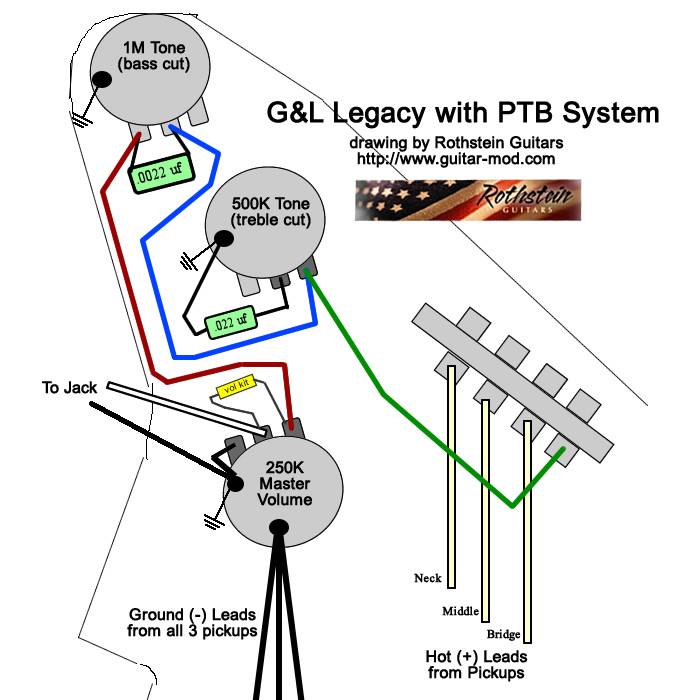 1M Tone
(bass cut)
G&L Legacy with PTB System
drawing by Rothstein Guitars
http://www.guitar-mod.com
.0022 uf
Rothstein
GUITARS
500K Tone
(treble cut)
.022 uf
To Jack
vol kit
250K
Master
Volume
Neck
Middle
Bridge
Ground (-) Leads
from all 3 pickups
Hot (+) Leads
from Pickups